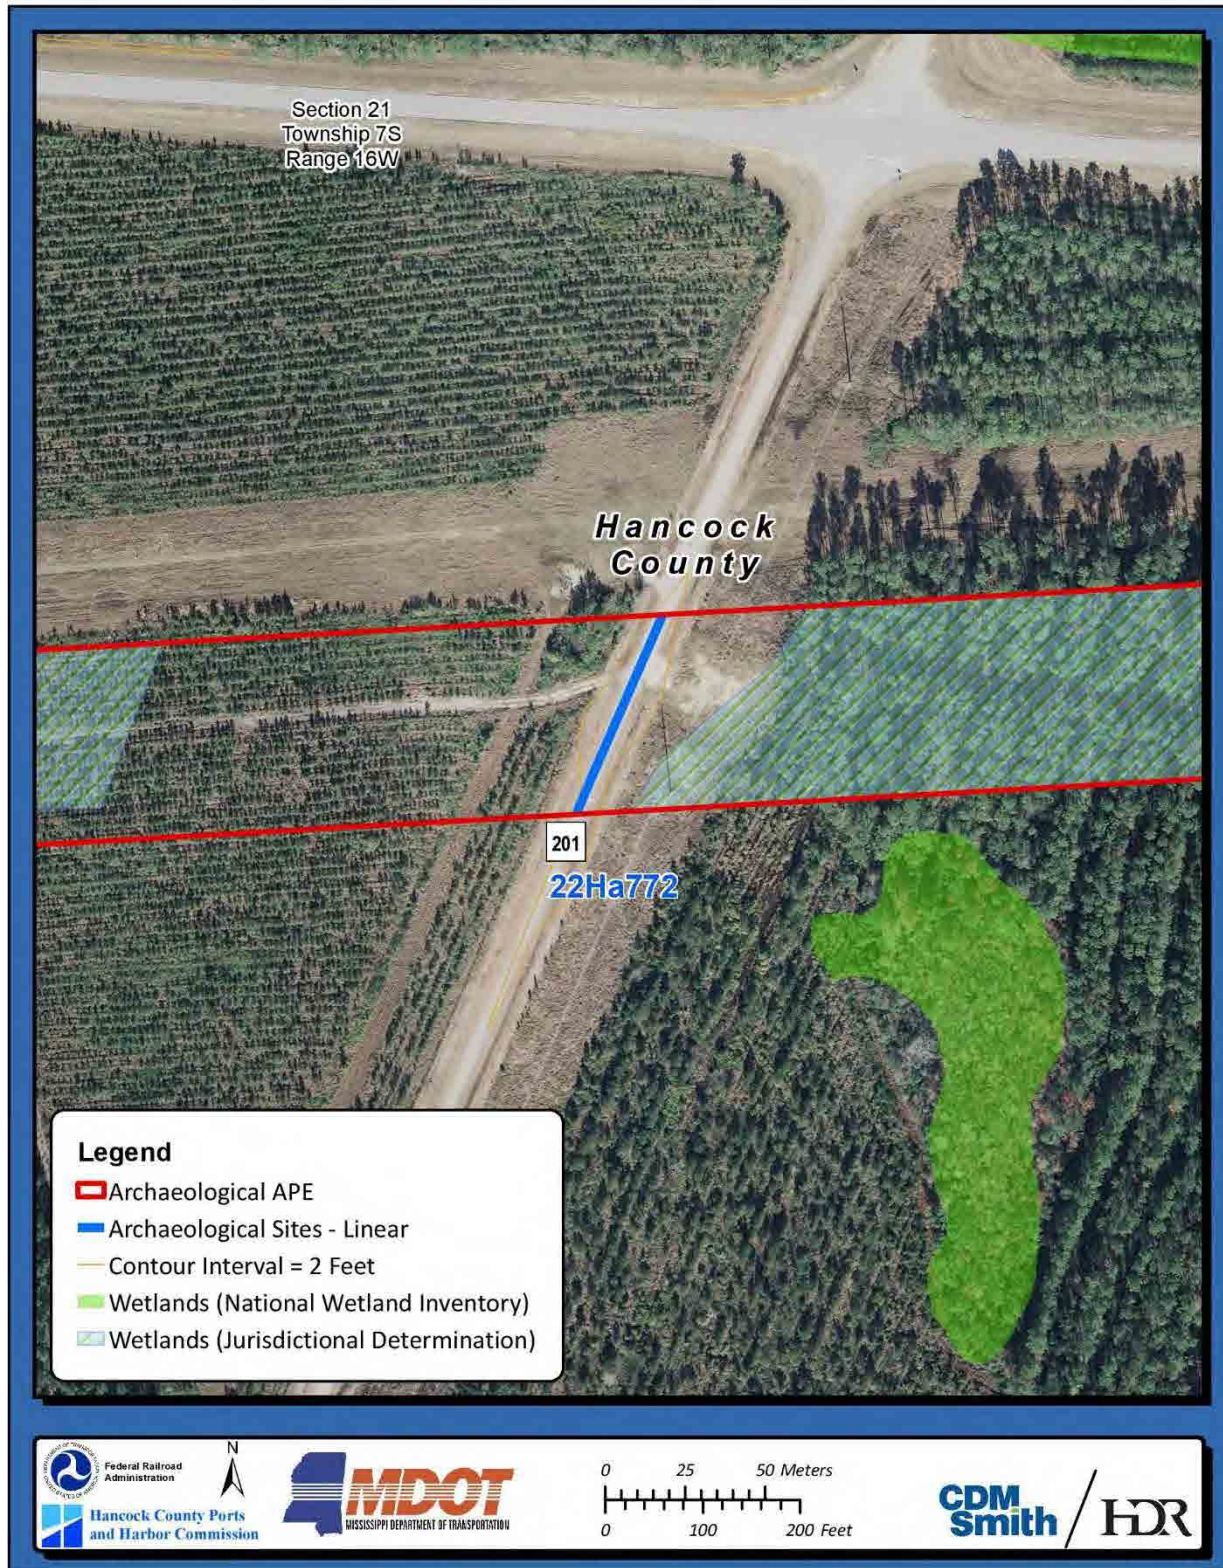 Section 21
Township 7S
Range 16W
Hancock
County
201
22Ha772
Legend
Archaeological APE
Archaeological Sites - Linear
Contour Interval = 2 Feet
Wetlands (National Wetland Inventory)
Wetlands (Jurisdictional Determination)
Federal Railroad
Administration
Hancock County Ports
and Harbor Commission
N
MDOT
MISSISSIPPI DEPARTMENT OF TRANSPORTATION
0 25 50 Meters
0 100 200 Feet
CDM
Smith
HDR